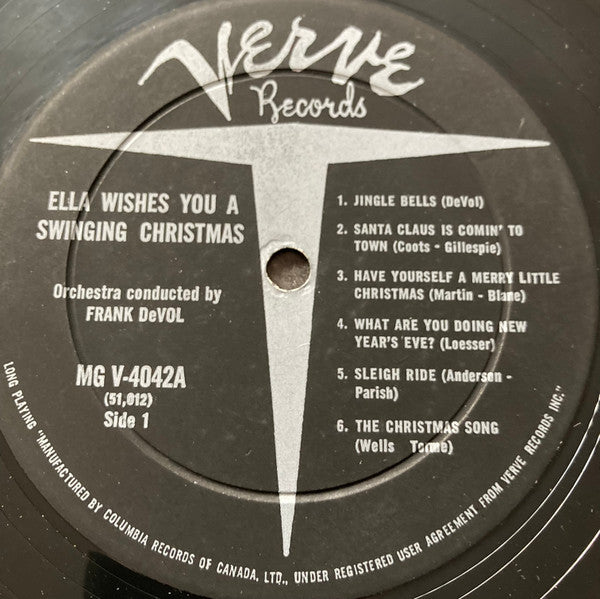 Verve
Records
ELLA WISHES YOU A
SWINGING CHRISTMAS
Orchestra conducted by
FRANK DeVOL
MG V-4042A
(51,012)
Side 1
1. JINGLE BELLS (DeVol)
2. SANTA CLAUS IS COMIN' TO
TOWN (Coots - Gillespie)
3. HAVE YOURSELF A MERRY LITTLE
CHRISTMAS (Martin - Blane)
4. WHAT ARE YOU DOING NEW
YEAR'S EVE? (Loesser)
5. SLEIGH RIDE (Anderson -
Parish)
6. THE CHRISTMAS SONG
(Wells Torme)
LONG PLAYING "MANUFACTURED BY COLUMBIA RECORDS OF CANADA, LTD., UNDER REGISTERED USER AGREEMENT FROM VERVE RECORDS INC."